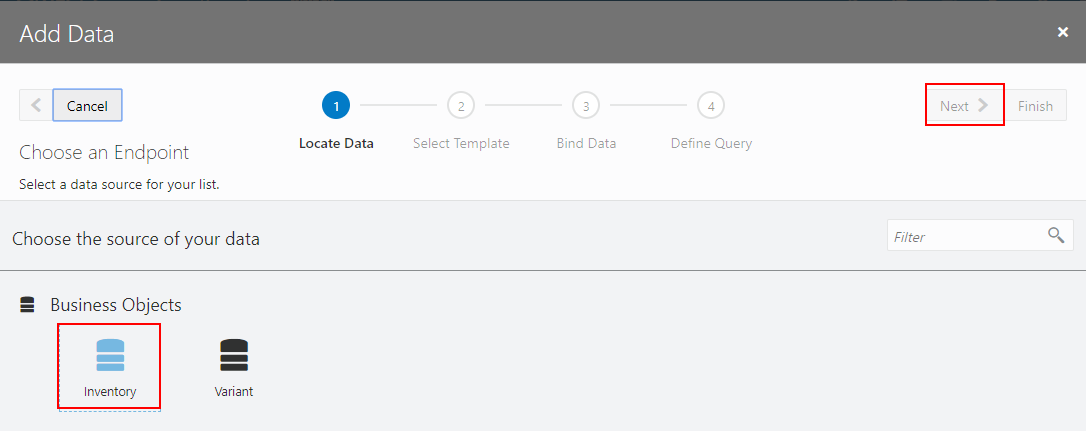 Add Data
Cancel
1
2
3
4
Next
Finish
Locate Data
Select Template
Bind Data
Define Query
Choose an Endpoint
Select a data source for your list.
Choose the source of your data
Filter
Business Objects
Inventory
Variant